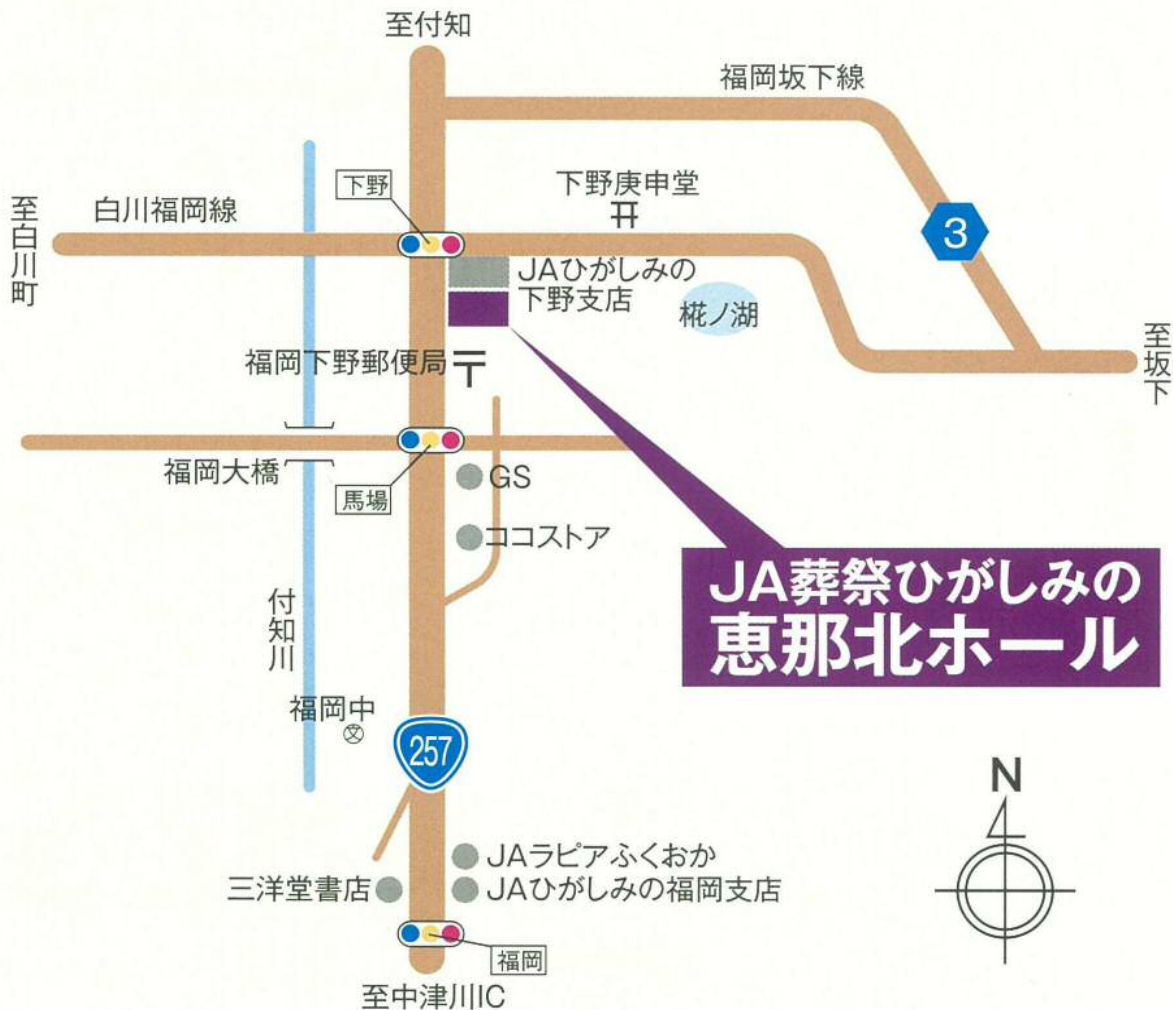 至付知
福岡坂下線
下野
下野庚申堂
至白川町
白川福岡線
3
JAひがしみの
下野支店
椛ノ湖
至坂下
福岡下野郵便局
〒
福岡大橋
馬場
GS
ココストア
JA葬祭ひがしみの
恵那北ホール
付知川
福岡中
文
257
N
JAラピアふくおか
三洋堂書店
JAひがしみの福岡支店
福岡
至中津川IC